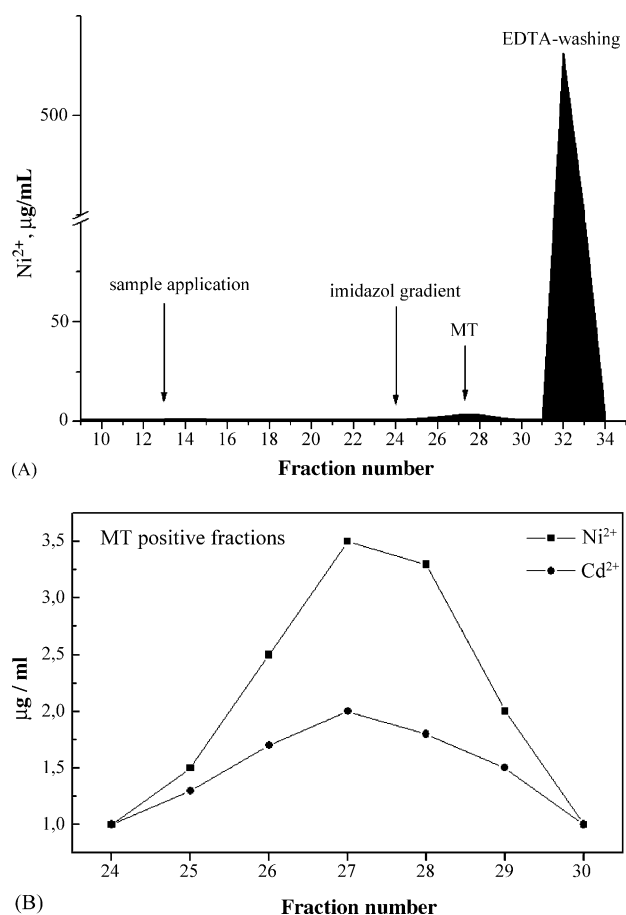 EDTA-washing
500
Ni²⁺, µg/mL
sample application
imidazol gradient
MT
50
0
10 12 14 16 18 20 22 24 26 28 30 32 34
(A)
Fraction number
MT positive fractions
Ni²⁺
Cd²⁺
3,5
3,0
2,5
2,0
1,5
1,0
µg / ml
24 25 26 27 28 29 30
(B)
Fraction number